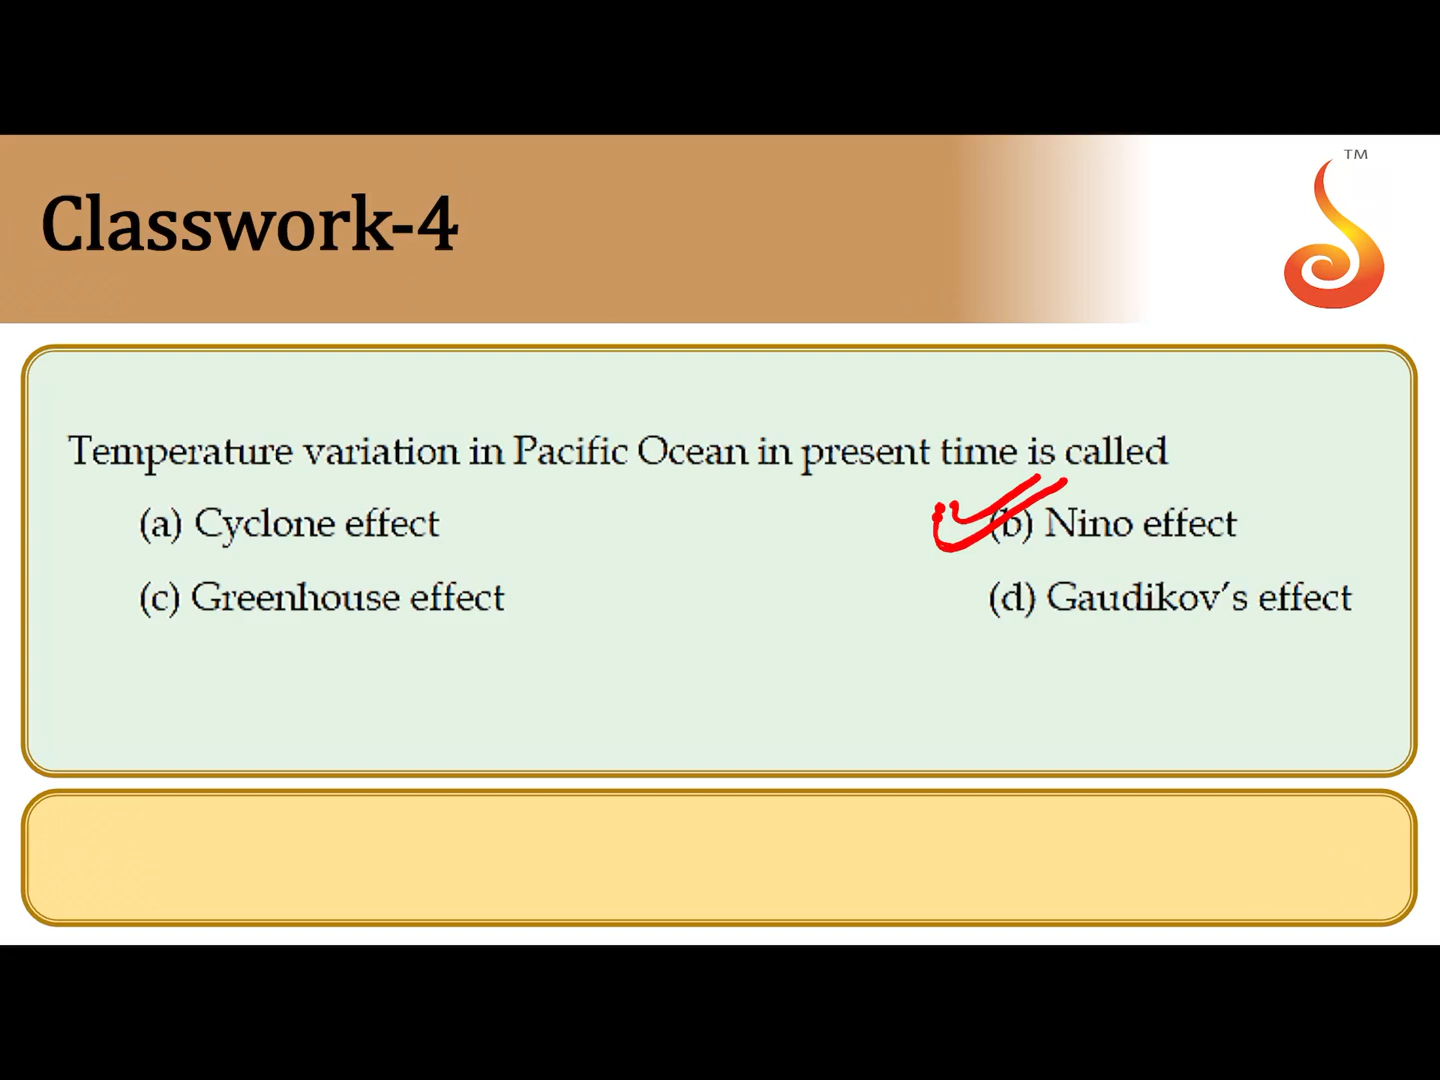 TM
Classwork-4
Temperature variation in Pacific Ocean in present time is called
(a) Cyclone effect (b) Nino effect
(c) Greenhouse effect (d) Gaudikov's effect